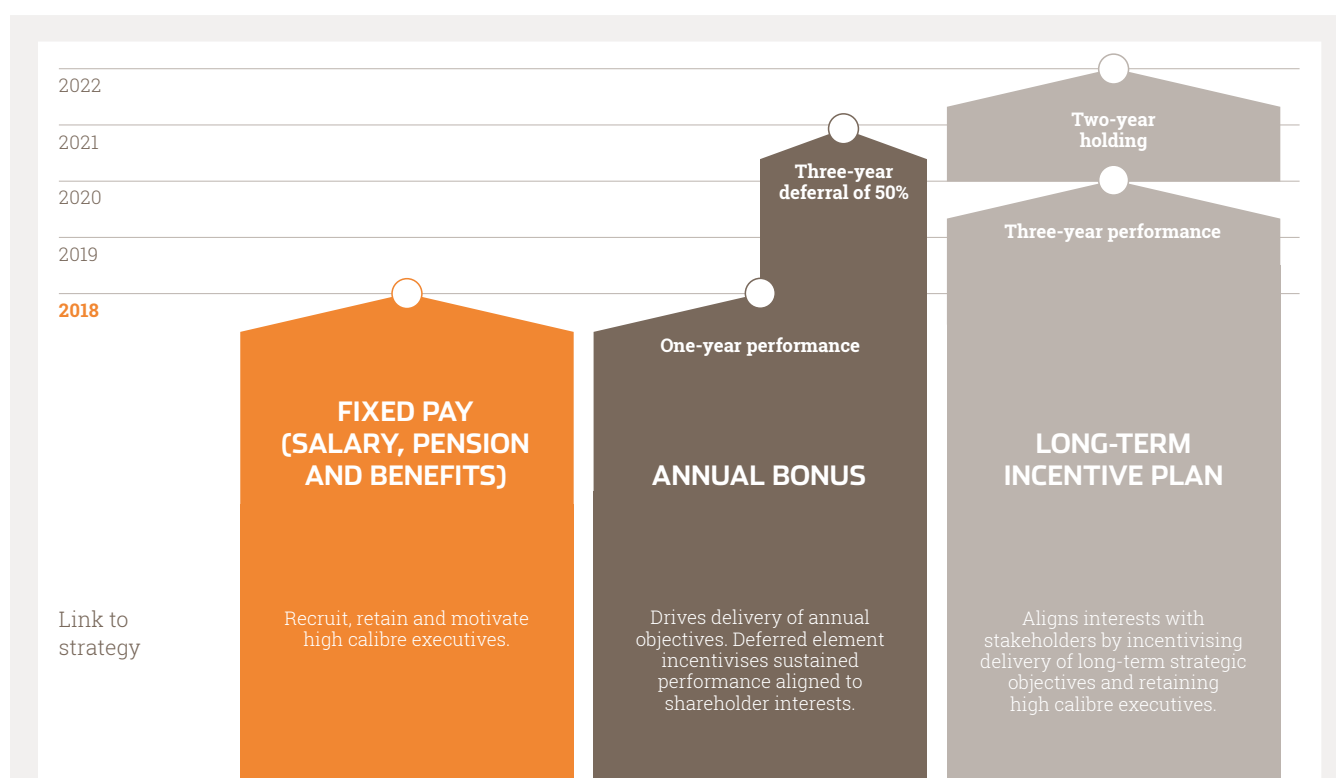 2022
2021
2020
2019
2018
Two-year
holding
Three-year
deferral of 50%
Three-year performance
One-year performance
FIXED PAY
(SALARY, PENSION
AND BENEFITS)
ANNUAL BONUS
LONG-TERM
INCENTIVE PLAN
Link to
strategy
Recruit, retain and motivate
high calibre executives.
Drives delivery of annual
objectives. Deferred element
incentivises sustained
performance aligned to
shareholder interests.
Aligns interests with
stakeholders by incentivising
delivery of long-term strategic
objectives and retaining
high calibre executives.